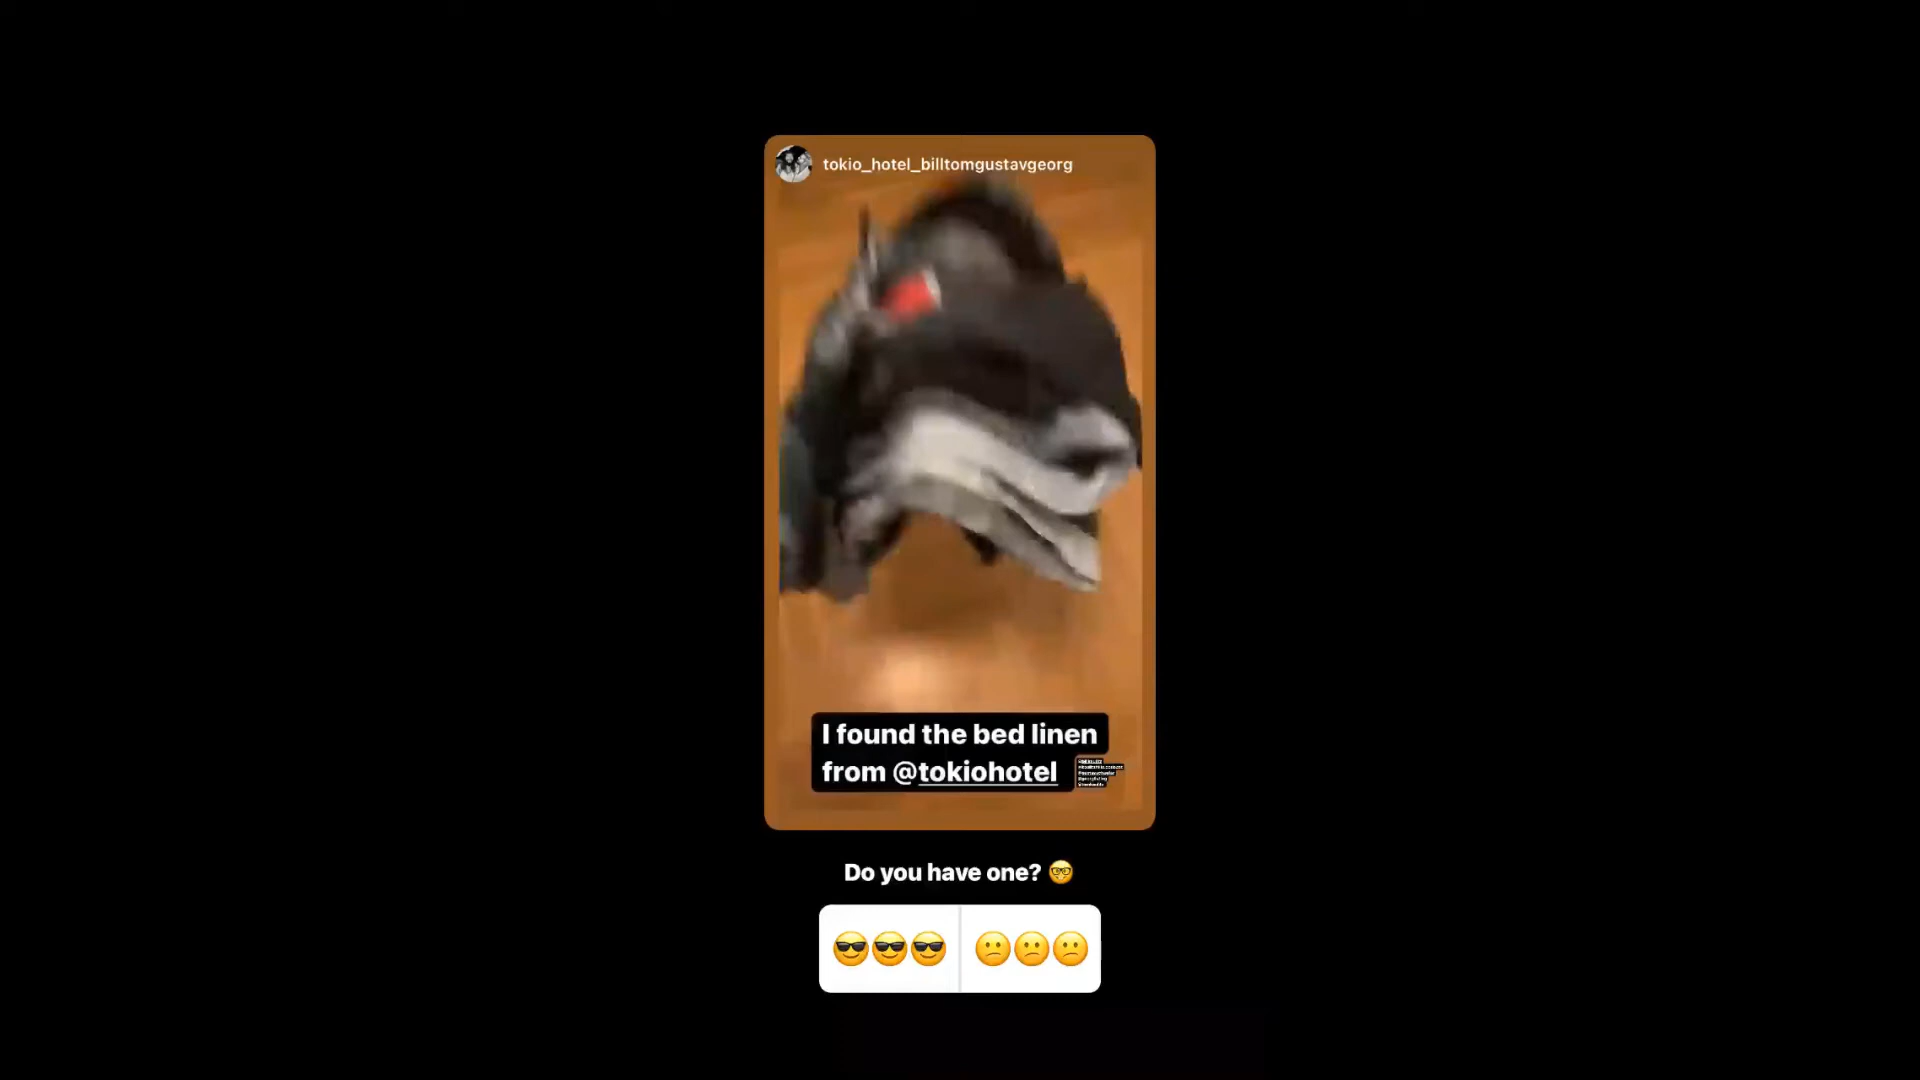 tokio_hotel_billtomgustavgeorg
I found the bed linen
from @tokiohotel
Do you have one? 🤓
😎😎😎 😕😕😕